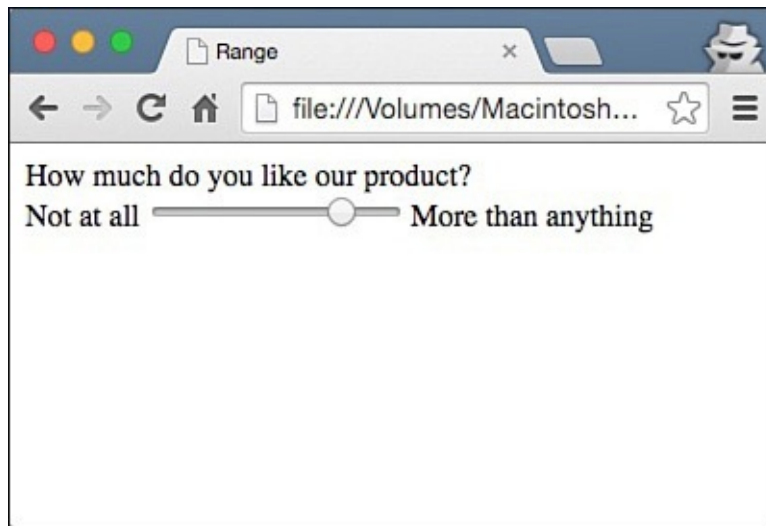 Range
file:///Volumes/Macintosh...
How much do you like our product?
Not at all More than anything